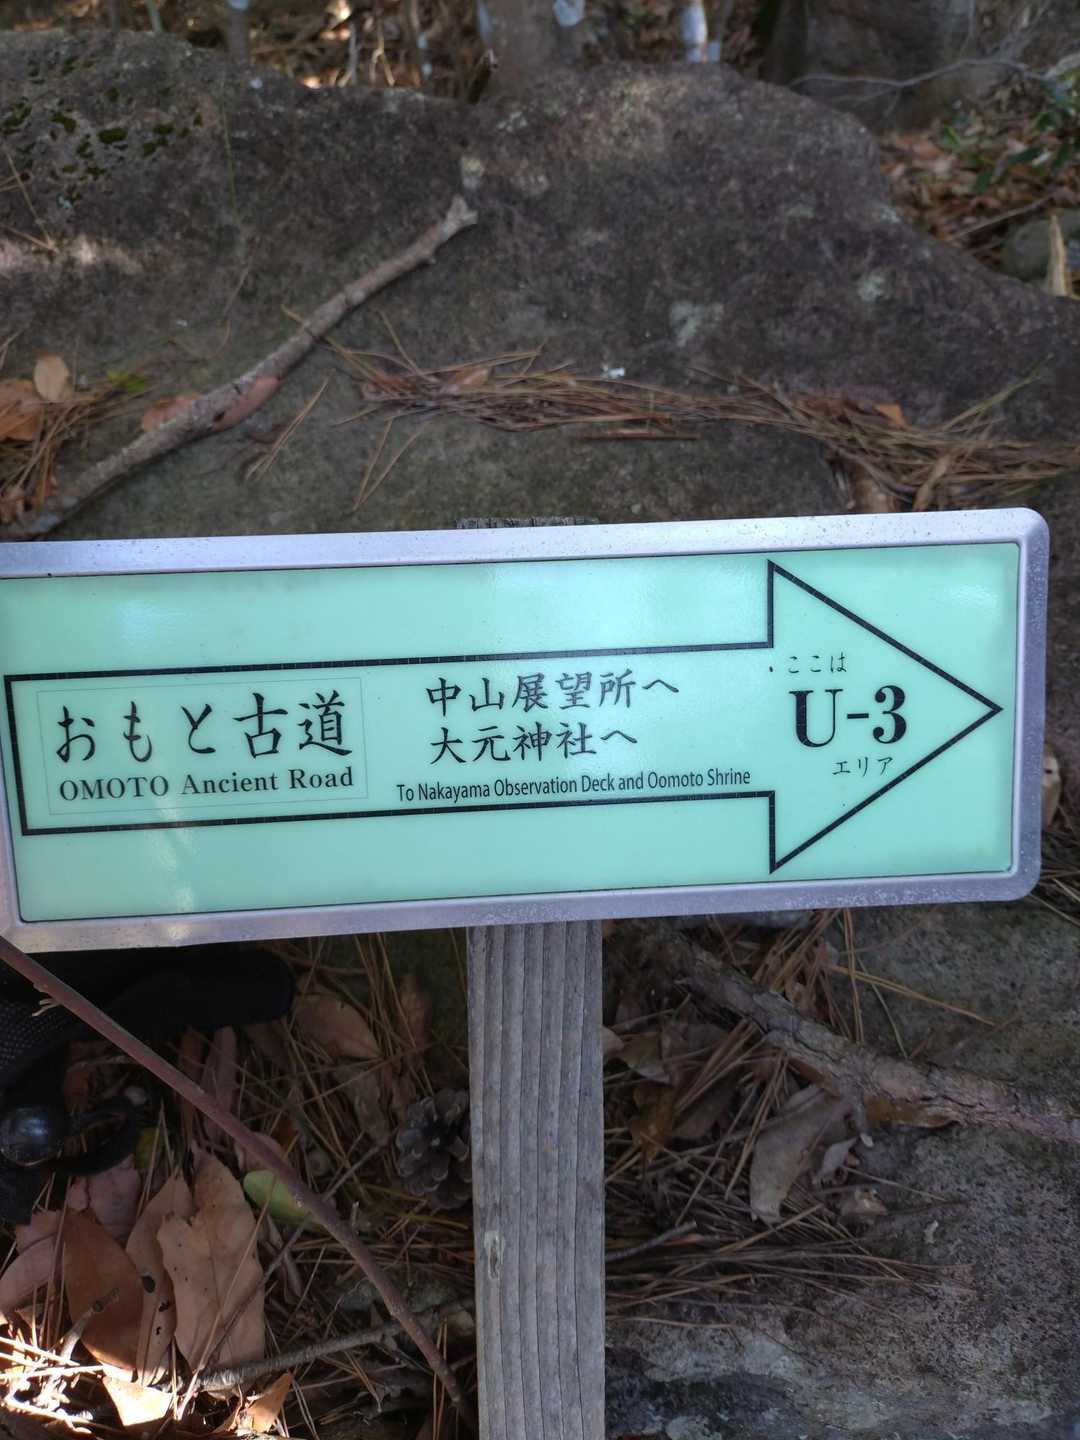 おもと古道
OMOTO Ancient Road
中山展望所へ
大元神社へ
To Nakayama Observation Deck and Oomoto Shrine
ここは
U-3
エリア